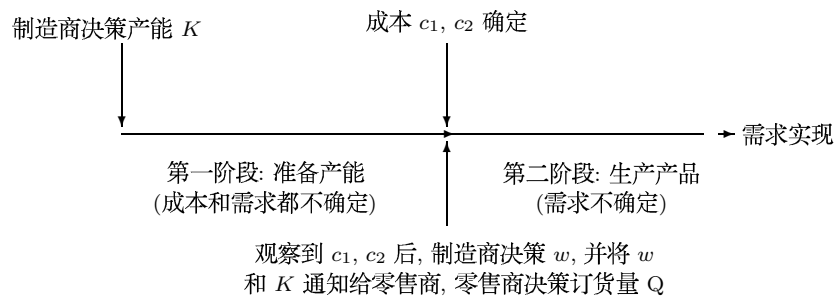 制造商决策产能 K
成本 c₁, c₂ 确定
需求实现
第一阶段: 准备产能
(成本和需求都不确定)
第二阶段: 生产产品
(需求不确定)
观察到 c₁, c₂ 后, 制造商决策 w, 并将 w
和 K 通知给零售商, 零售商决策订货量 Q